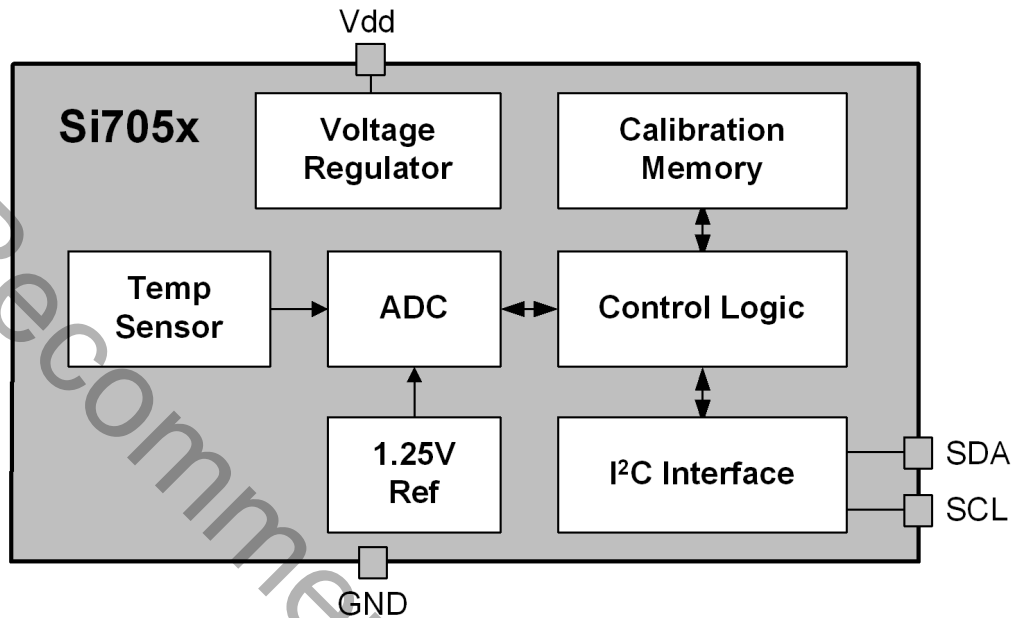 Vdd
Si705x
Voltage
Regulator
Calibration
Memory
Temp
Sensor
ADC
Control Logic
1.25V
Ref
I²C Interface
SDA
SCL
GND